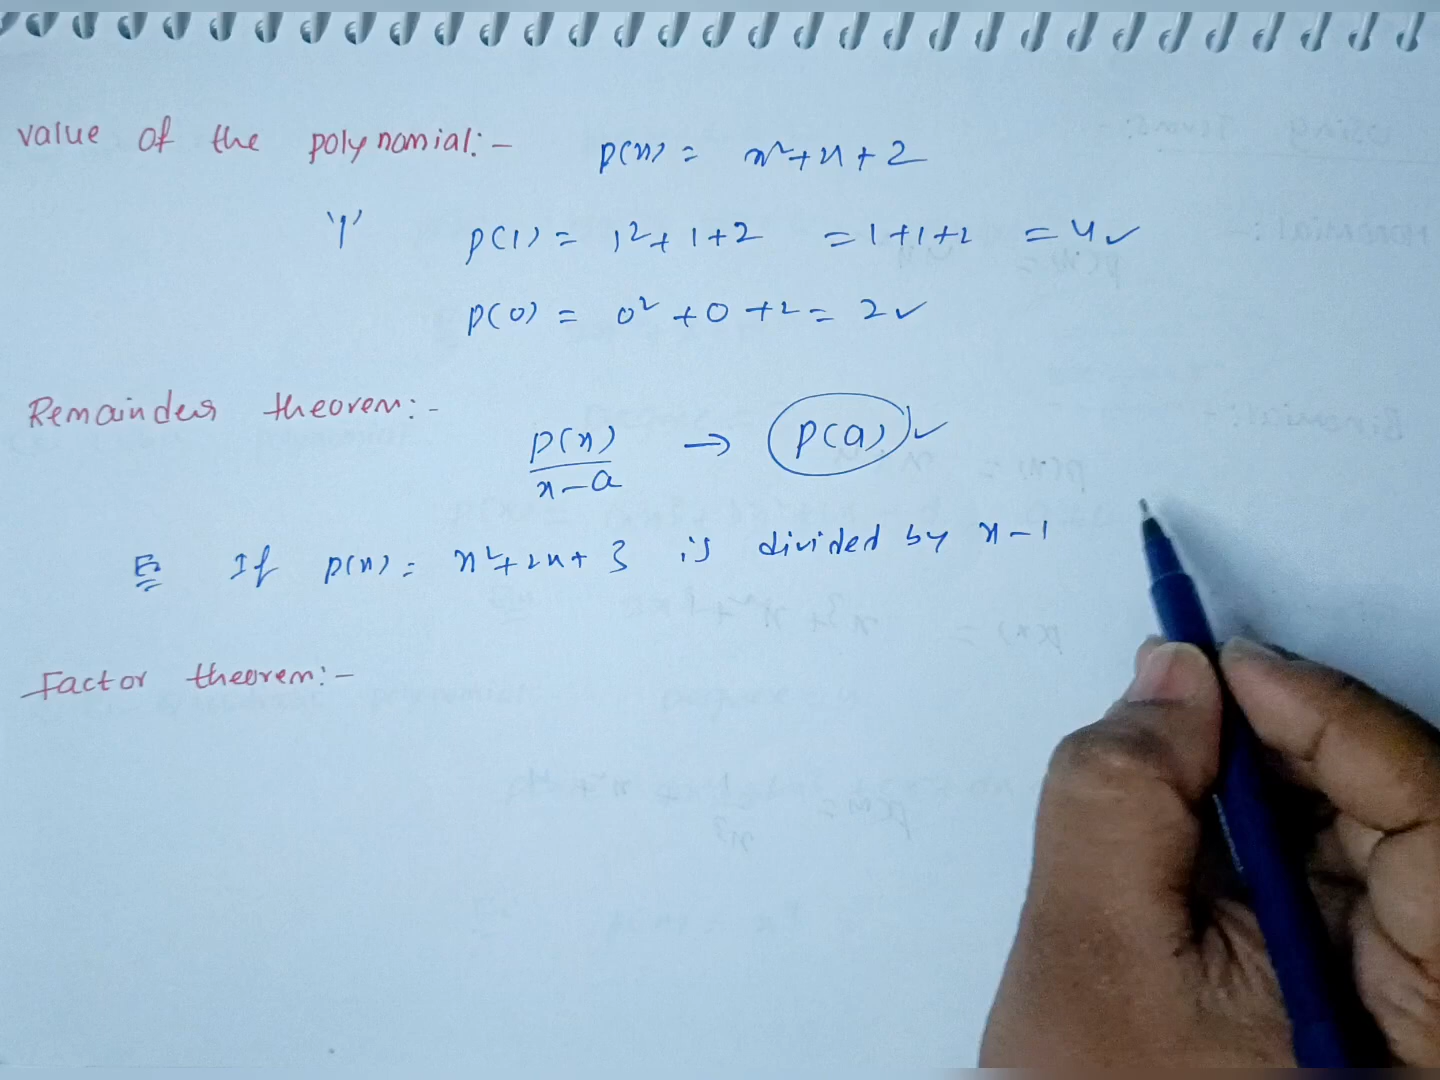 value of the polynomial:- p(x) = x²+x+2
'1' p(1) = 1²+1+2 =1+1+2 =4✓
p(0) = 0²+0+2= 2✓
Remainder theorem:-
p(x)/x-a → p(a)✓
If p(x)= x²+2x+3 is divided by x-1
Factor theorem:-